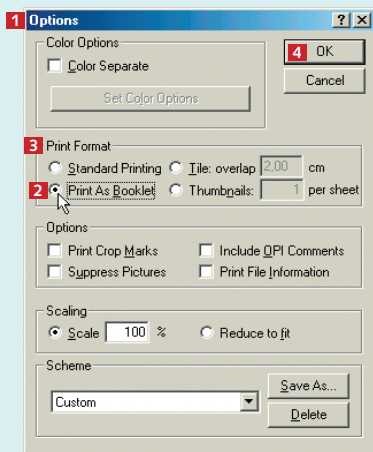 1 Options ? X
Color Options
Color Separate
Set Color Options
4 OK
Cancel
3 Print Format
Standard Printing Tile: overlap 2,00 cm
2 Print As Booklet Thumbnails: 1 per sheet
Options
Print Crop Marks Include OPI Comments
Suppress Pictures Print File Information
Scaling
Scale 100 % Reduce to fit
Scheme
Custom
Save As...
Delete